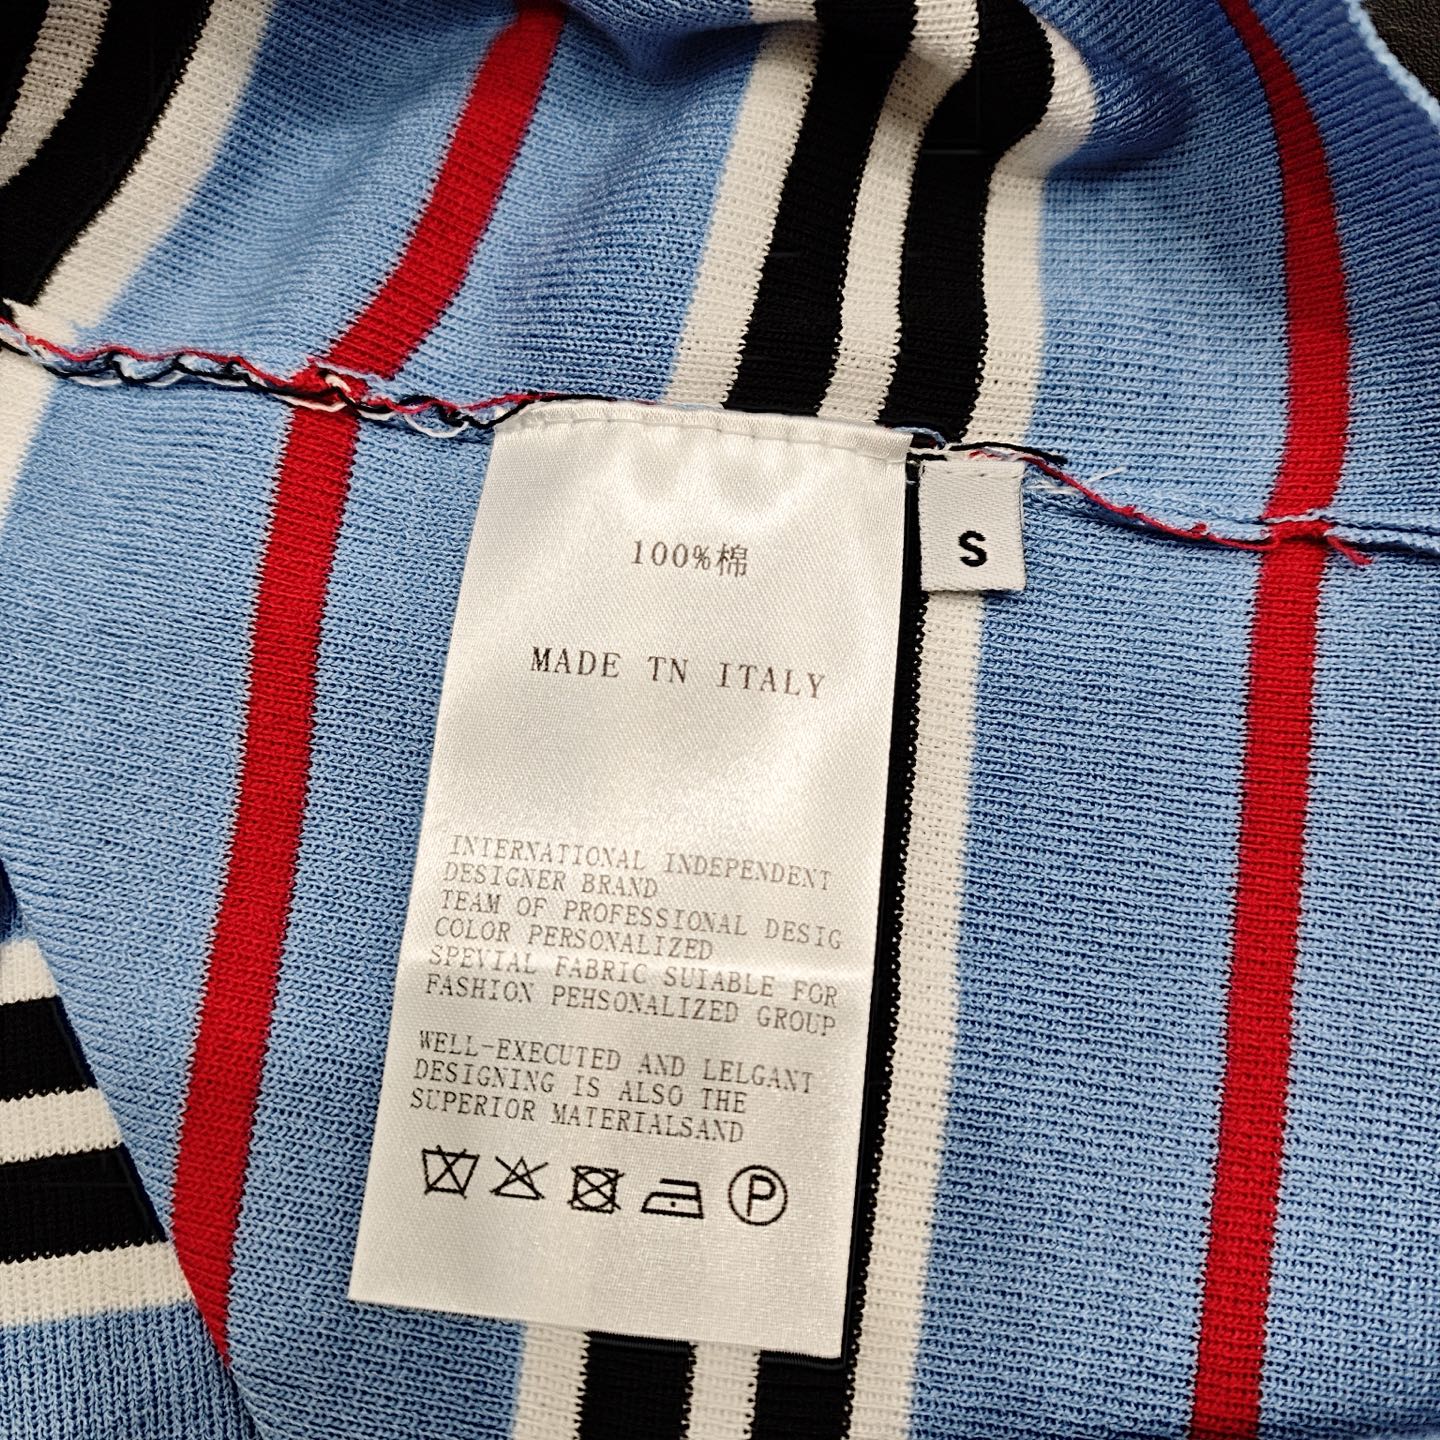 100%棉
S
MADE TN ITALY
INTERNATIONAL INDEPENDENT
DESIGNER BRAND
TEAM OF PROFESSIONAL DESIG
COLOR PERSONALIZED
SPEVIAL FABRIC SUIABLE FOR
FASHION PEHSONALIZED GROUP
WELL-EXECUTED AND LELGANT
DESIGNING IS ALSO THE
SUPERIOR MATERIALSAND
P